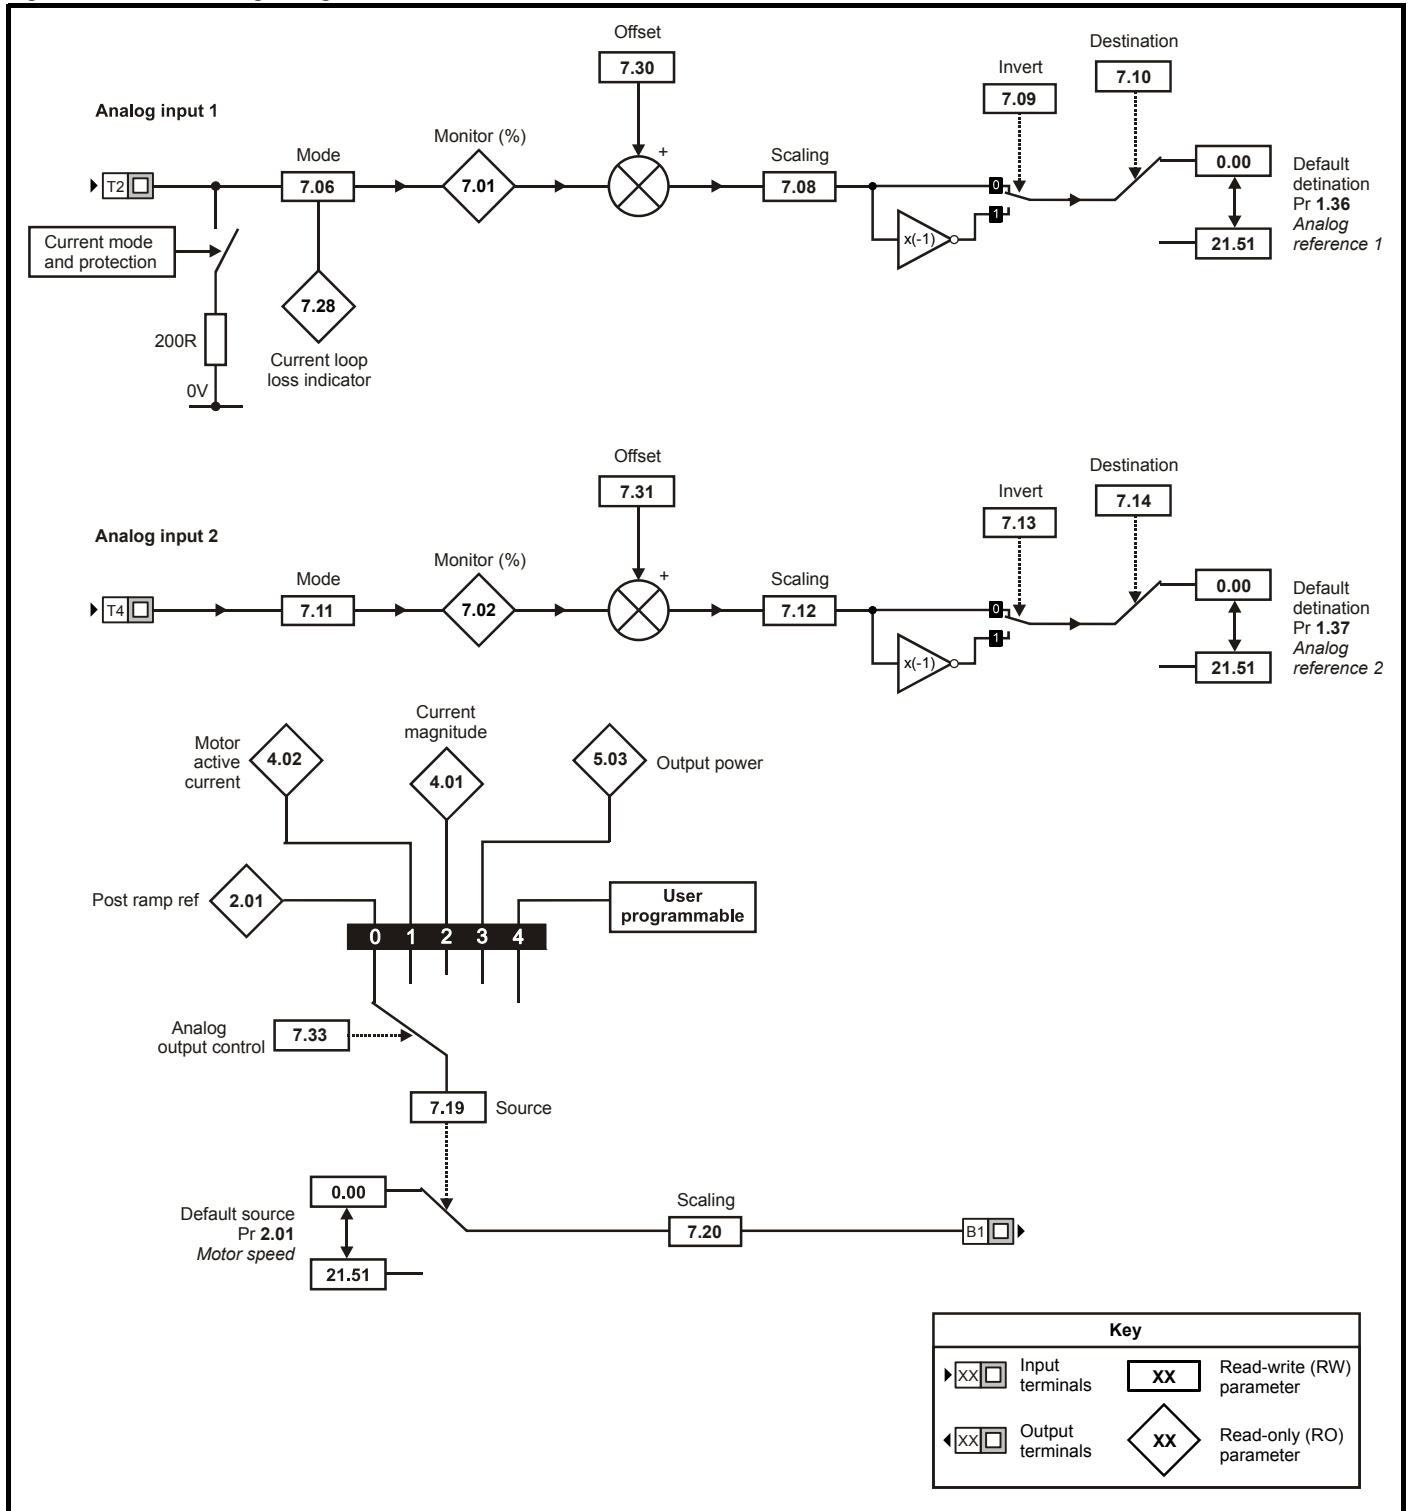 Offset
7.30
Destination
7.10
Invert
7.09
Analog input 1
Monitor (%)
Mode
+
Scaling
T2
7.06
7.01
7.08
0
1
x(-1)
0.00
21.51
Default
detination
Pr 1.36
Analog
reference 1
Current mode
and protection
7.28
200R
Current loop
loss indicator
0V
Offset
7.31
Destination
7.14
Invert
7.13
Analog input 2
Monitor (%)
Mode
+
Scaling
T4
7.11
7.02
7.12
0
1
x(-1)
0.00
21.51
Default
detination
Pr 1.37
Analog
reference 2
Motor
active
current
4.02
Current
magnitude
4.01
5.03
Output power
Post ramp ref
2.01
User
programmable
0 1 2 3 4
Analog
output control
7.33
7.19
Source
0.00
Default source
Pr 2.01
Motor speed
21.51
Scaling
7.20
B1
Key
XX
Input
terminals
XX
Read-write (RW)
parameter
XX
Output
terminals
XX
Read-only (RO)
parameter